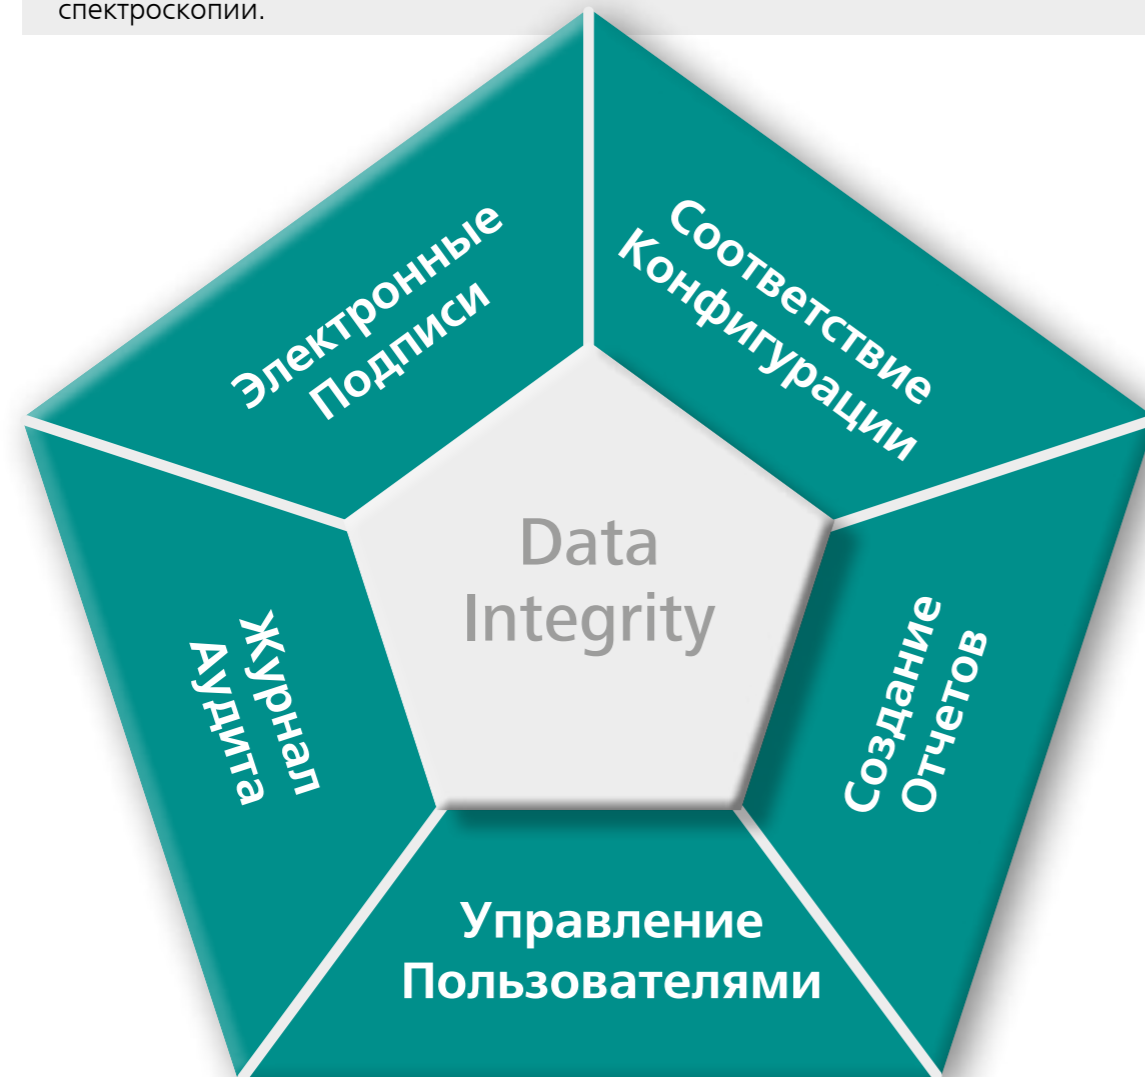 спектроскопии.
Электронные
Подписи
Соответствие
Конфигурации
Data
Integrity
Журнал
Аудита
Создание
Отчетов
Управление
Пользователями